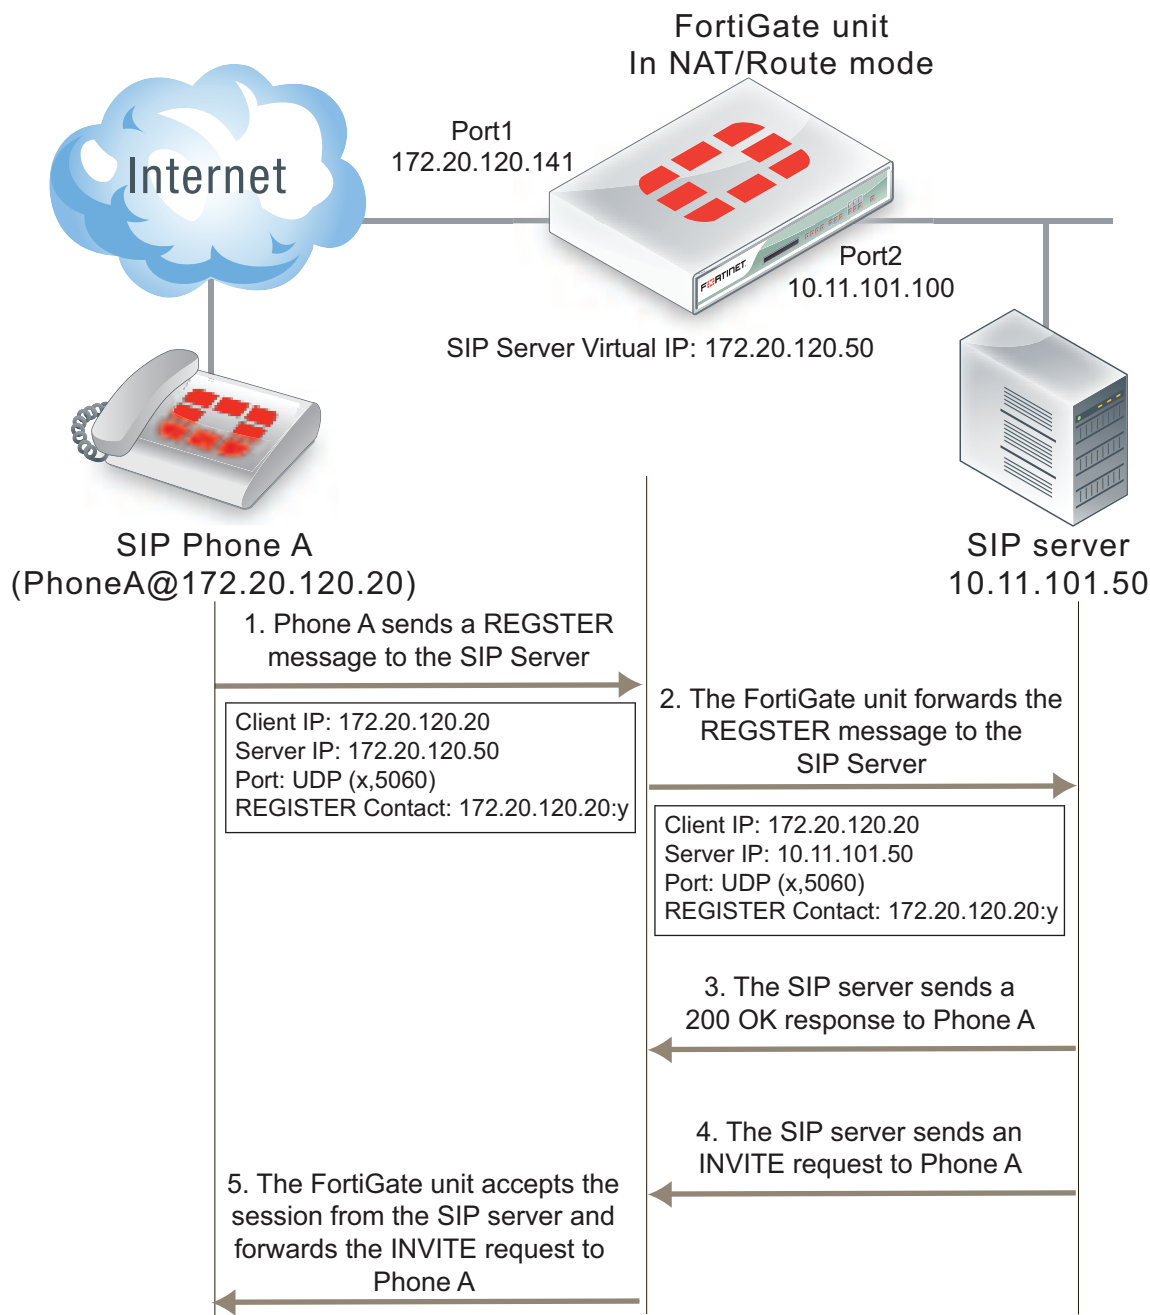 FortiGate unit
In NAT/Route mode
Internet
Port1
172.20.120.141
FORTINET
Port2
10.11.101.100
SIP Server Virtual IP: 172.20.120.50
SIP Phone A
(PhoneA@172.20.120.20)
SIP server
10.11.101.50
1. Phone A sends a REGSTER
message to the SIP Server
Client IP: 172.20.120.20
Server IP: 172.20.120.50
Port: UDP (x,5060)
REGISTER Contact: 172.20.120.20:y
2. The FortiGate unit forwards the
REGSTER message to the
SIP Server
Client IP: 172.20.120.20
Server IP: 10.11.101.50
Port: UDP (x,5060)
REGISTER Contact: 172.20.120.20:y
3. The SIP server sends a
200 OK response to Phone A
4. The SIP server sends an
INVITE request to Phone A
5. The FortiGate unit accepts the
session from the SIP server and
forwards the INVITE request to
Phone A